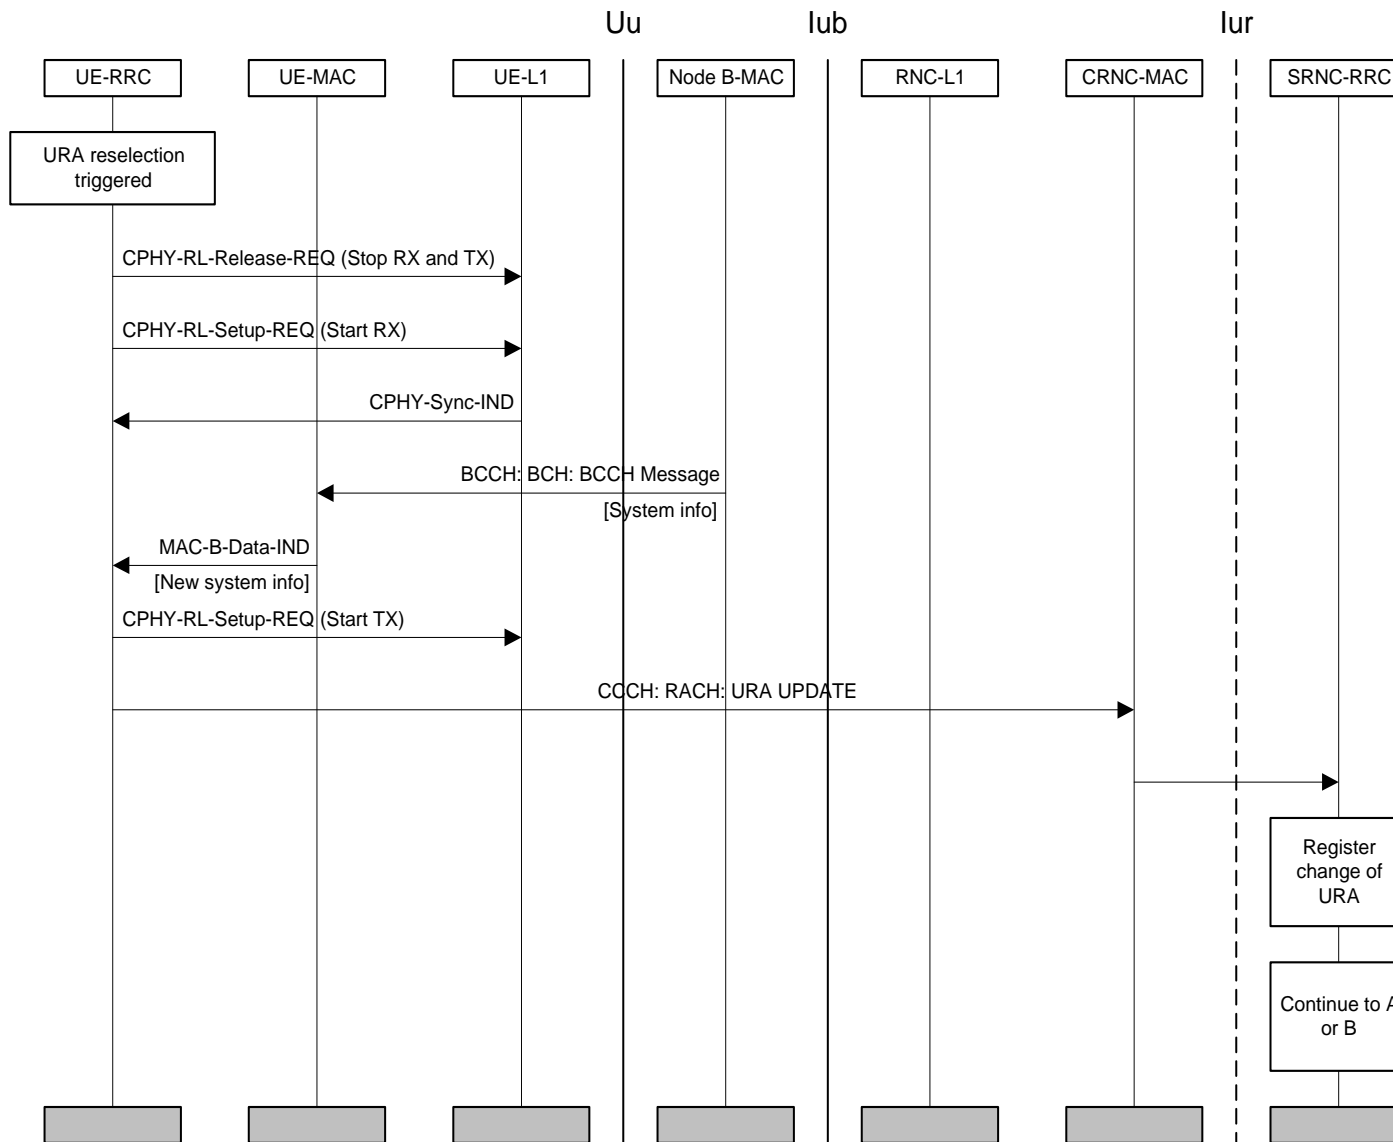 Uu
Iub
Iur
UE-RRC
UE-MAC
UE-L1
Node B-MAC
RNC-L1
CRNC-MAC
SRNC-RRC
URA reselection
triggered
CPHY-RL-Release-REQ (Stop RX and TX)
CPHY-RL-Setup-REQ (Start RX)
CPHY-Sync-IND
BCCH: BCH: BCCH Message
[System info]
MAC-B-Data-IND
[New system info]
CPHY-RL-Setup-REQ (Start TX)
CCCH: RACH: URA UPDATE
Register
change of
URA
Continue to A
or B